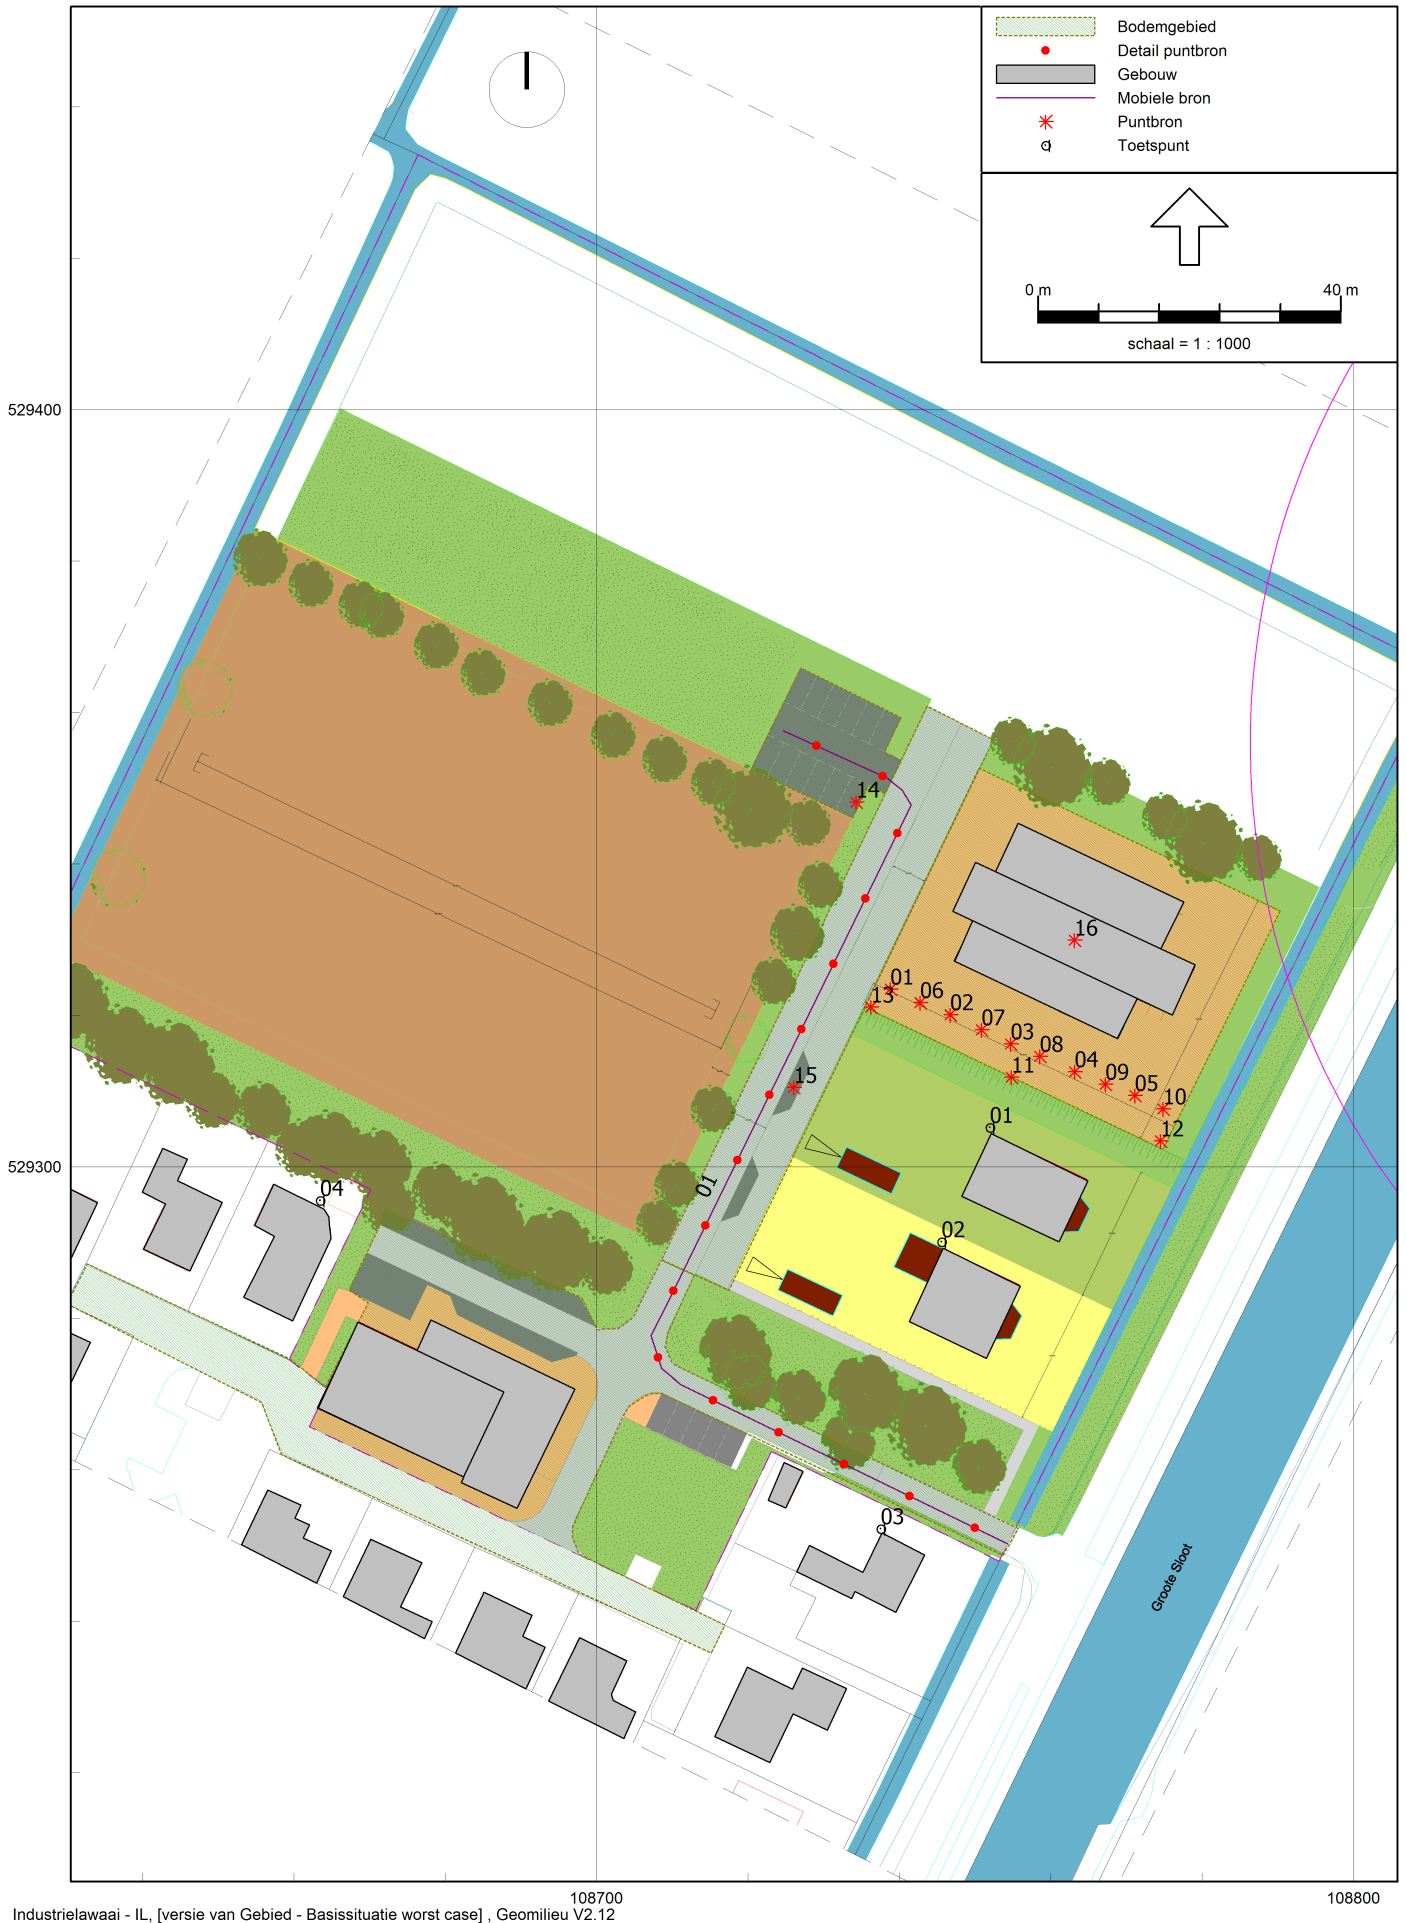 Bodemgebied
Detail puntbron
Gebouw
Mobiele bron
Puntbron
Toetspunt
0 m 40 m
schaal = 1 : 1000
529400
14
16
01
13
06
02
07
03
08
11
04
09
05
10
15
01
12
529300
04
01
02
03
Groote Sloot
108700 108800
Industrielawaai - IL, [versie van Gebied - Basissituatie worst case] , Geomilieu V2.12